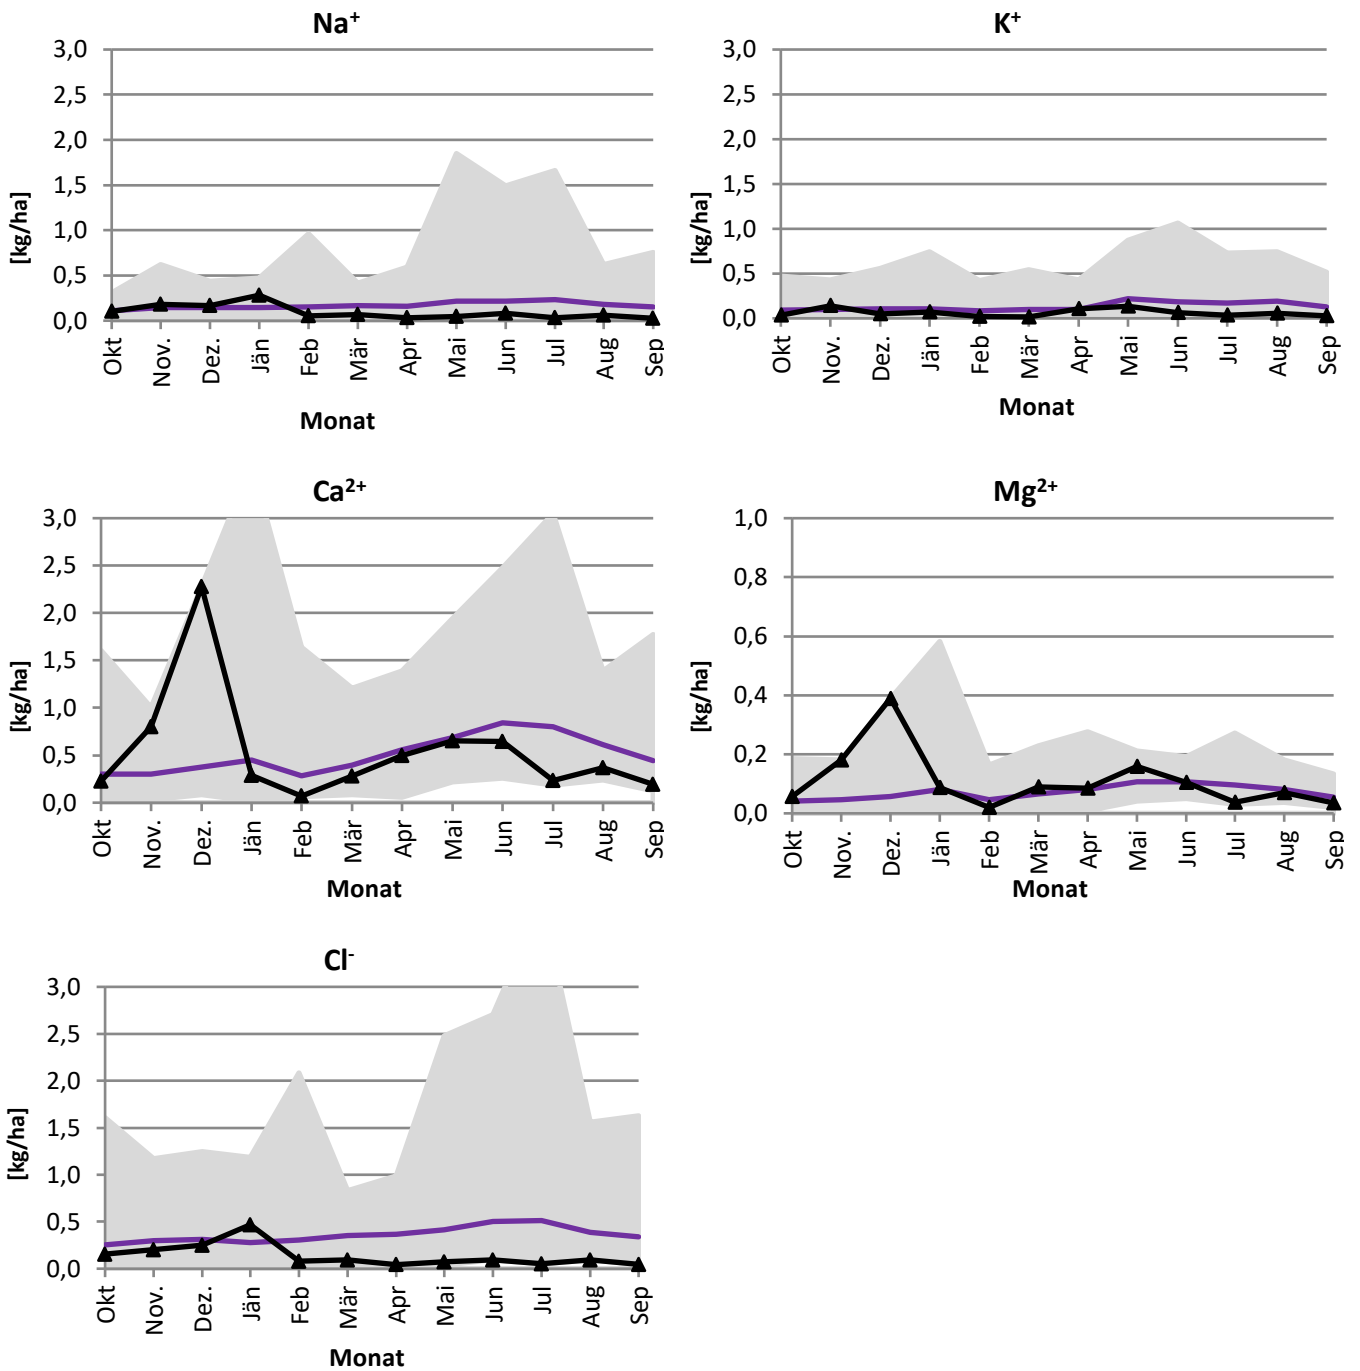 Na⁺
3,0
2,5
2,0
1,5
1,0
0,5
0,0
[kg/ha]
Okt Nov. Dez. Jän Feb Mär Apr Mai Jun Jul Aug Sep
Monat
K⁺
3,0
2,5
2,0
1,5
1,0
0,5
0,0
Okt Nov. Dez. Jän Feb Mär Apr Mai Jun Jul Aug Sep
Monat
Ca²⁺
3,0
2,5
2,0
1,5
1,0
0,5
0,0
[kg/ha]
Okt Nov. Dez. Jän Feb Mär Apr Mai Jun Jul Aug Sep
Monat
Mg²⁺
1,0
0,8
0,6
0,4
0,2
0,0
[kg/ha]
Okt Nov. Dez. Jän Feb Mär Apr Mai Jun Jul Aug Sep
Monat
Cl⁻
3,0
2,5
2,0
1,5
1,0
0,5
0,0
[kg/ha]
Okt Nov. Dez. Jän Feb Mär Apr Mai Jun Jul Aug Sep
Monat